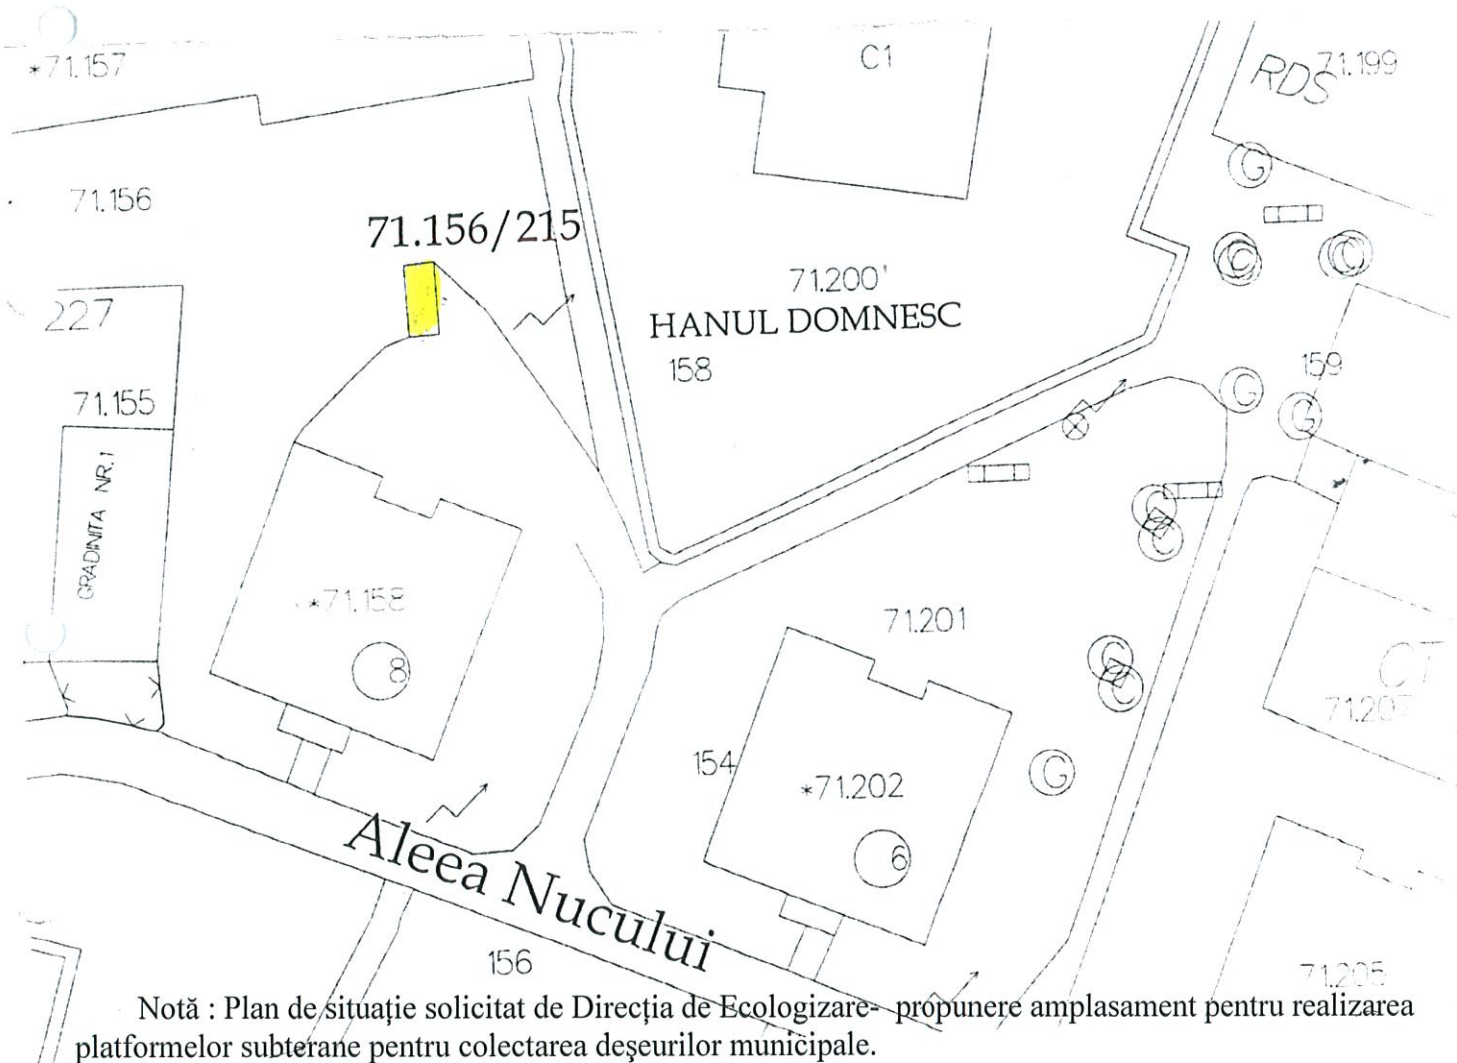 *71.157
C1
RDS
71.199
G
71.156
71.156/215
C
C
C
C
71.200'
HANUL DOMNESC
158
227
159
71.155
G
G
GRADINITA NR.1
C
C
*71.158
71.201
8
C
C
CT
71.207
154
*71.202
G
6
Aleea Nucului
156
71.205
Notă : Plan de situație solicitat de Direcția de Ecologizare- propunere amplasament pentru realizarea
platformelor subterane pentru colectarea deșeurilor municipale.